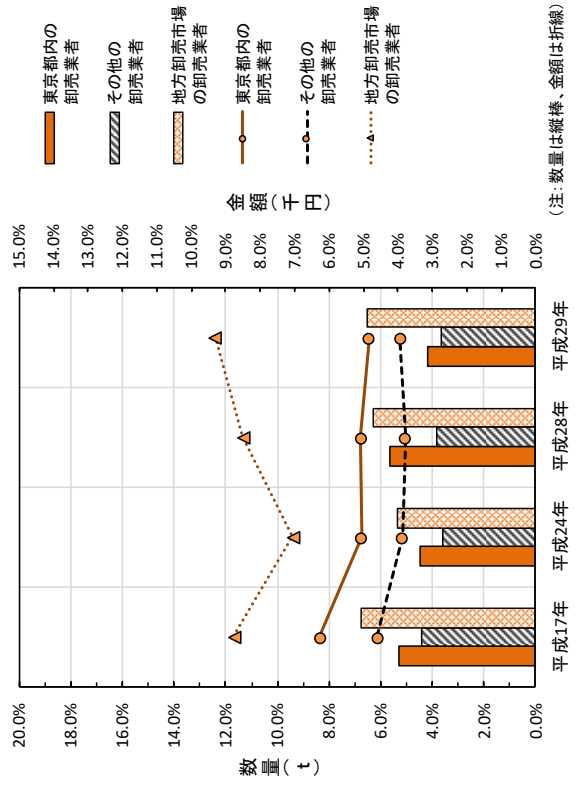 東京都内の
卸売業者
その他の
卸売業者
地方卸売市場
の卸売業者
東京都内の
卸売業者
その他の
卸売業者
地方卸売市場
の卸売業者
(注:数量は縦棒、金額は折線)
金額(千円)
15.0%
14.0%
13.0%
12.0%
11.0%
10.0%
9.0%
8.0%
7.0%
6.0%
5.0%
4.0%
3.0%
2.0%
1.0%
0.0%
数量(t)
20.0%
18.0%
16.0%
14.0%
12.0%
10.0%
8.0%
6.0%
4.0%
2.0%
0.0%
平成17年
平成24年
平成28年
平成29年